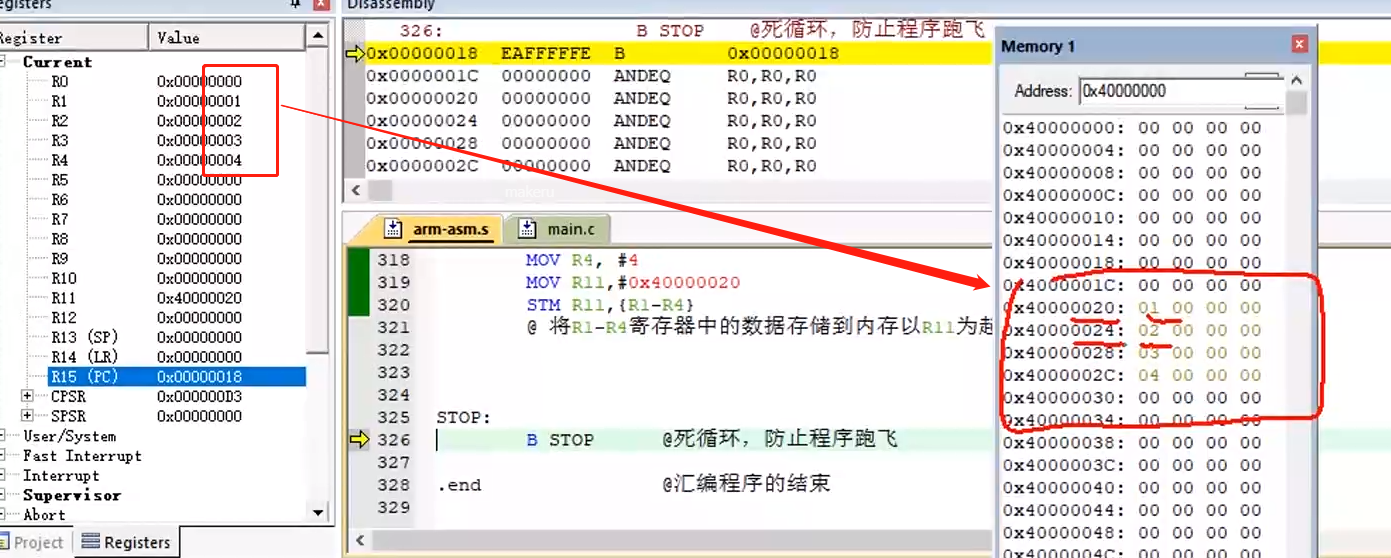 egisters
Register Value
Current
R0 0x00000000
R1 0x00000001
R2 0x00000002
R3 0x00000003
R4 0x00000004
R5 0x00000000
R6 0x00000000
R7 0x00000000
R8 0x00000000
R9 0x00000000
R10 0x00000000
R11 0x40000020
R12 0x00000000
R13 (SP) 0x00000000
R14 (LR) 0x00000000
R15 (PC) 0x00000018
CPSR 0x000000D3
SPSR 0x00000000
User/System
Fast Interrupt
Interrupt
Supervisor
Abort
Project Registers
Disassembly
326: B STOP @死循环，防止程序跑飞
0x00000018 EAFFFFFE B 0x00000018
0x0000001C 00000000 ANDEQ R0,R0,R0
0x00000020 00000000 ANDEQ R0,R0,R0
0x00000024 00000000 ANDEQ R0,R0,R0
0x00000028 00000000 ANDEQ R0,R0,R0
0x0000002C 00000000 ANDEQ R0,R0,R0
makeru
arm-asm.s main.c
318 MOV R4, #4
319 MOV R11,#0x40000020
320 STM R11,{R1-R4}
321 @ 将R1-R4寄存器中的数据存储到内存以R11为起
322
323
324
325 STOP:
326 B STOP @死循环，防止程序跑飞
327
328 .end @汇编程序的结束
329
Memory 1
Address: 0x40000000
0x40000000: 00 00 00 00
0x40000004: 00 00 00 00
0x40000008: 00 00 00 00
0x4000000C: 00 00 00 00
0x40000010: 00 00 00 00
0x40000014: 00 00 00 00
0x40000018: 00 00 00 00
0x4000001C: 00 00 00 00
0x40000020: 01 00 00 00
0x40000024: 02 00 00 00
0x40000028: 03 00 00 00
0x4000002C: 04 00 00 00
0x40000030: 00 00 00 00
0x40000034: 00 00 00 00
0x40000038: 00 00 00 00
0x4000003C: 00 00 00 00
0x40000040: 00 00 00 00
0x40000044: 00 00 00 00
0x40000048: 00 00 00 00
0x4000004C: 00 00 00 00